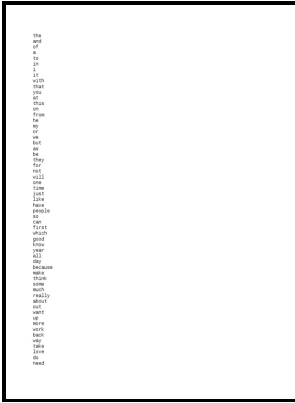 the
and
of
a
to
in
i
it
with
that
you
at
this
on
from
he
my
or
we
but
as
be
they
for
not
will
one
time
just
like
have
people
so
can
first
which
good
know
year
all
day
because
make
think
some
much
really
about
out
want
up
more
work
back
way
take
love
do
need